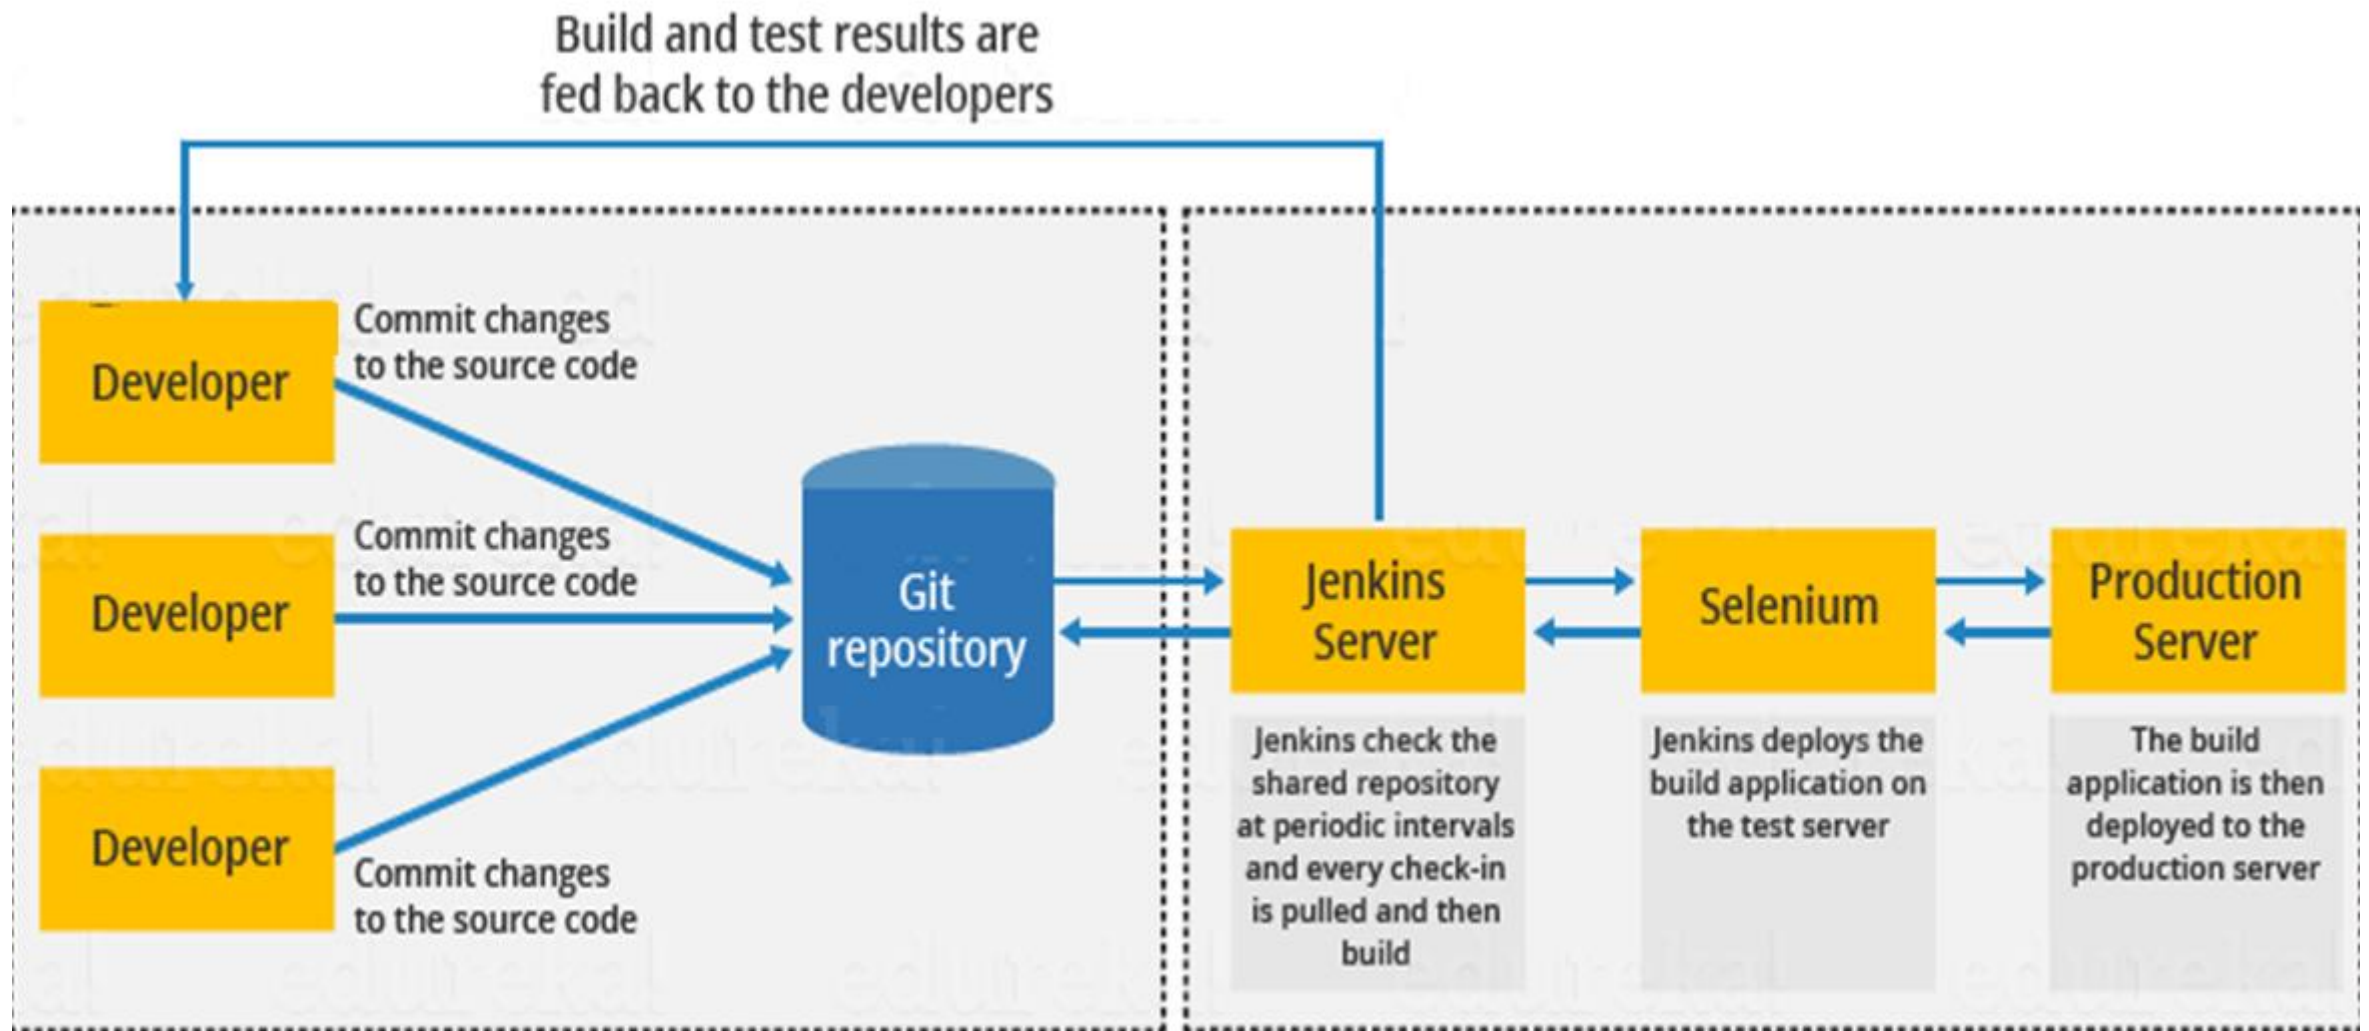 Build and test results are
fed back to the developers
Developer
Commit changes
to the source code
Developer
Commit changes
to the source code
Developer
Commit changes
to the source code
Git
repository
Jenkins
Server
Selenium
Production
Server
Jenkins check the
shared repository
at periodic intervals
and every check-in
is pulled and then
build
Jenkins deploys the
build application on
the test server
The build
application is then
deployed to the
production server